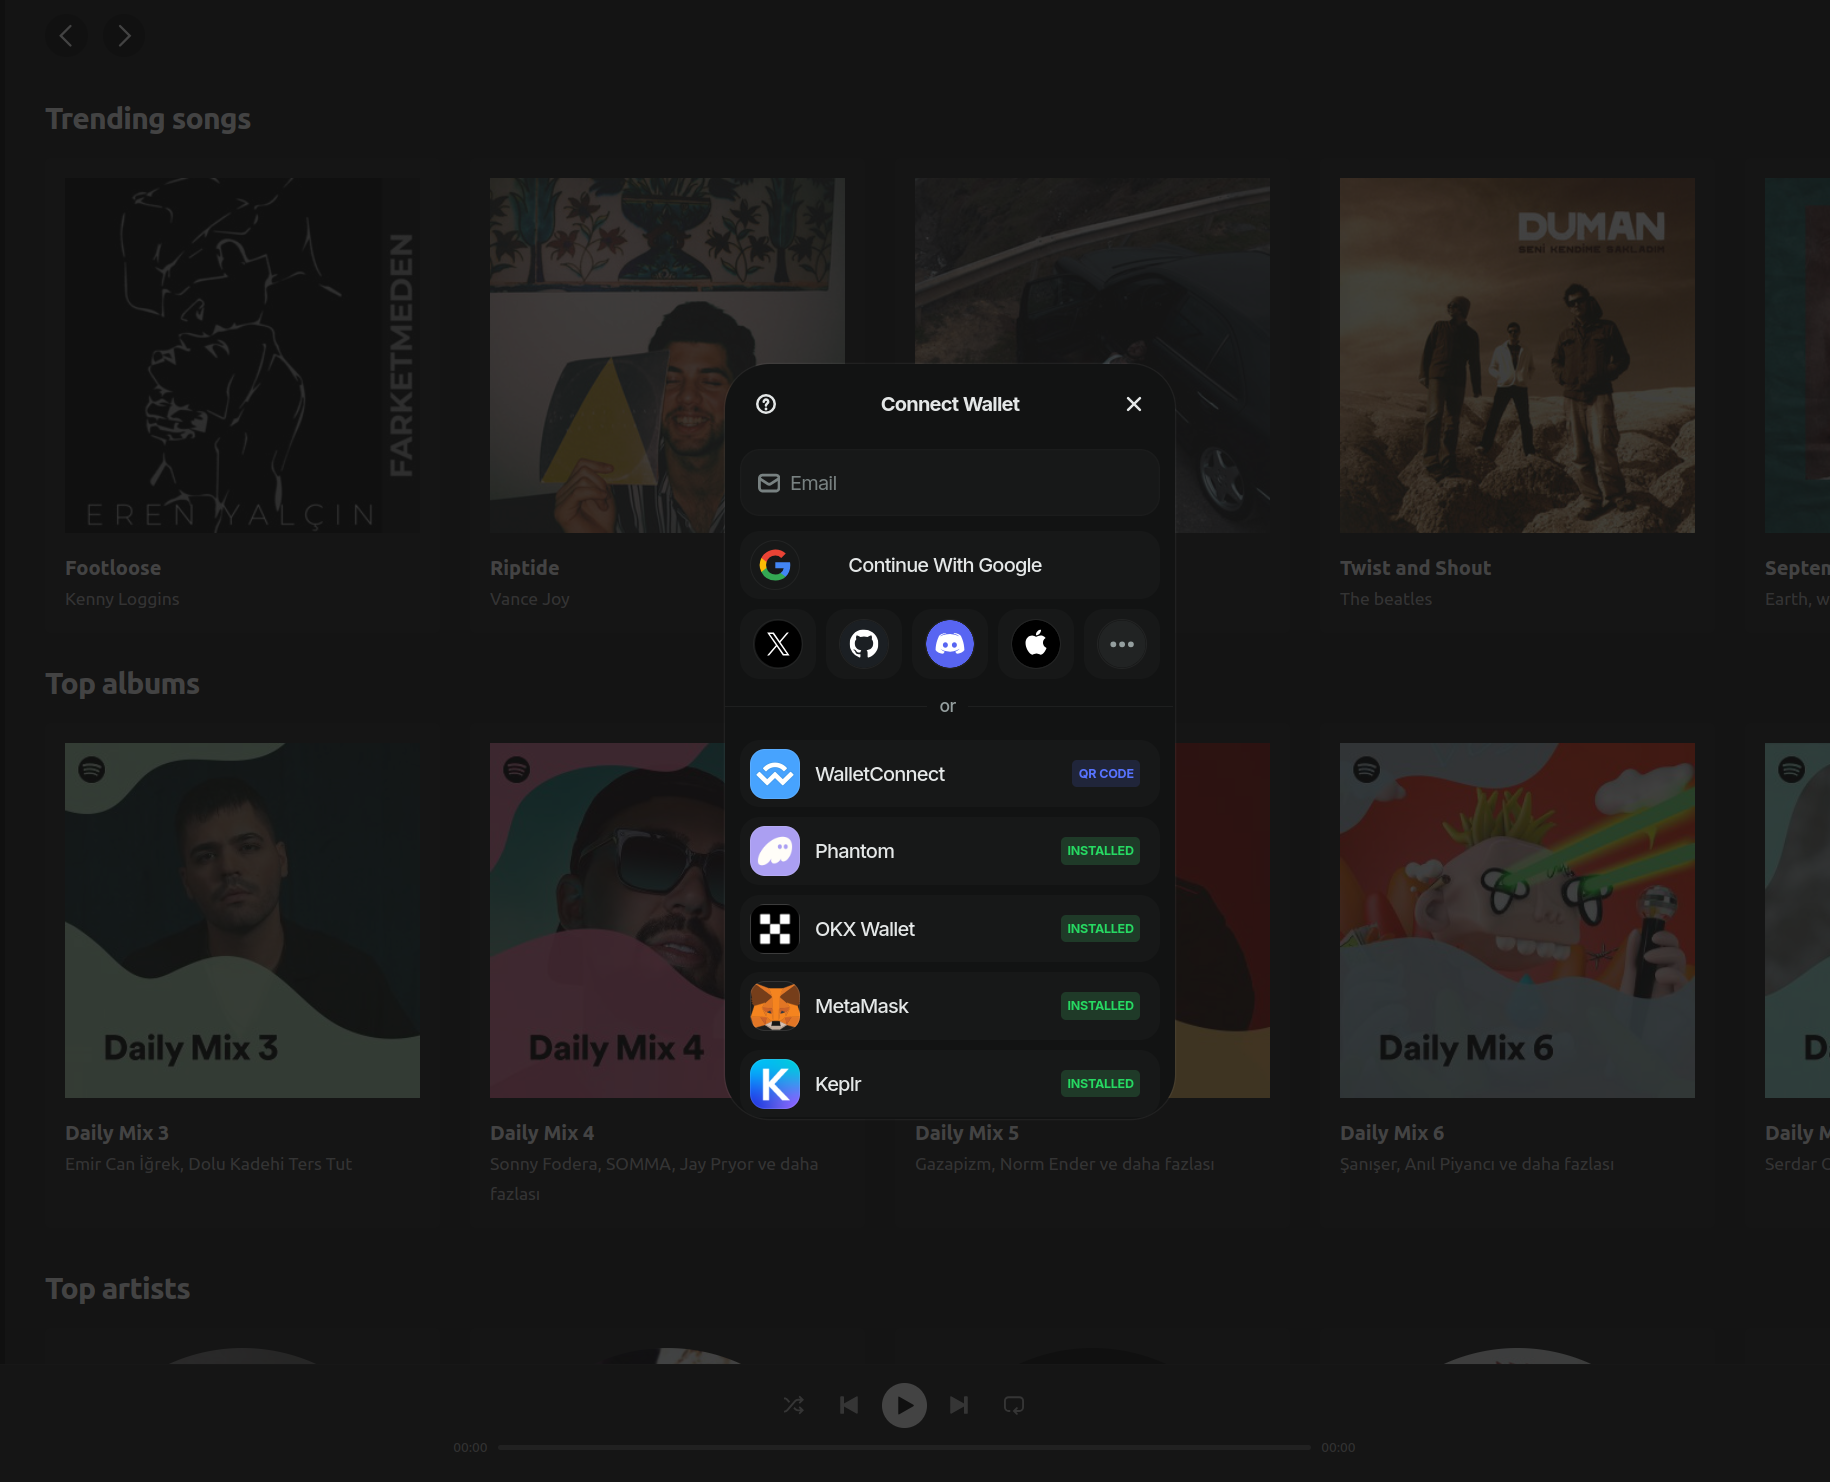 Trending songs
FARKETMEDEN
EREN YALÇIN
DUMAN
SENİ KENDİME SAKLADIM
Footloose
Kenny Loggins
Riptide
Vance Joy
Twist and Shout
The beatles
Septem
Earth, w
Connect Wallet
Email
Continue With Google
or
WalletConnect
QR CODE
Phantom
INSTALLED
OKX Wallet
INSTALLED
MetaMask
INSTALLED
Keplr
INSTALLED
Top albums
Daily Mix 3
Daily Mix 4
Daily Mix 6
D
Daily Mix 3
Emir Can İğrek, Dolu Kadehi Ters Tut
Daily Mix 4
Sonny Fodera, SOMMA, Jay Pryor ve daha
fazlası
Daily Mix 5
Gazapizm, Norm Ender ve daha fazlası
Daily Mix 6
Şanışer, Anıl Piyancı ve daha fazlası
Daily M
Serdar O
Top artists
00:00
00:00